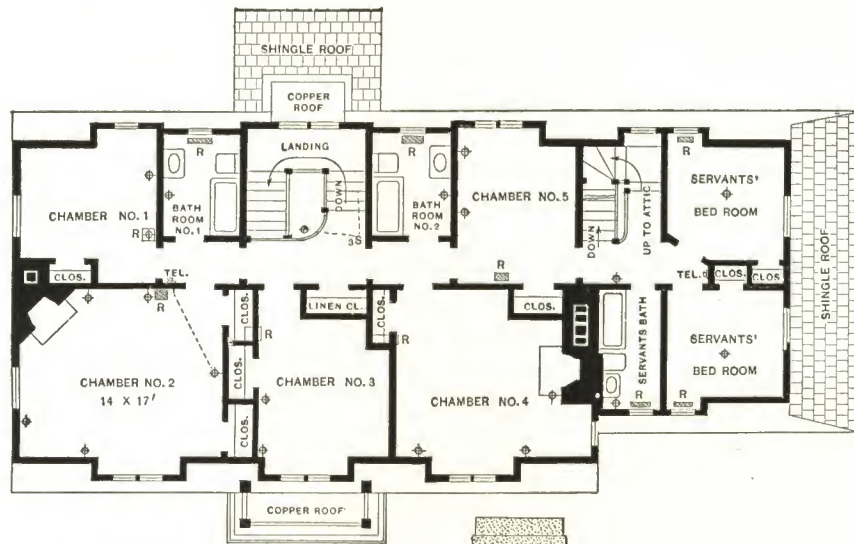 SHINGLE ROOF
COPPER
ROOF
LANDING
DOWN
R
R
R
CHAMBER NO. 1
R
BATH
ROOM
NO.1
3S
BATH
ROOM
NO.2
CHAMBER NO.5
DOWN
UP TO ATTIC
SERVANTS'
BED ROOM
CLOS.
TEL.
R
R
TEL.
CLOS.
CLOS
SHINGLE ROOF
CLOS.
LINEN CL.
CLOS.
CLOS.
R
R
CLOS.
CHAMBER NO. 2
14 X 17'
CHAMBER NO. 3
CHAMBER NO. 4
SERVANTS BATH
SERVANTS'
BED ROOM
CLOS.
R
R
COPPER ROOF